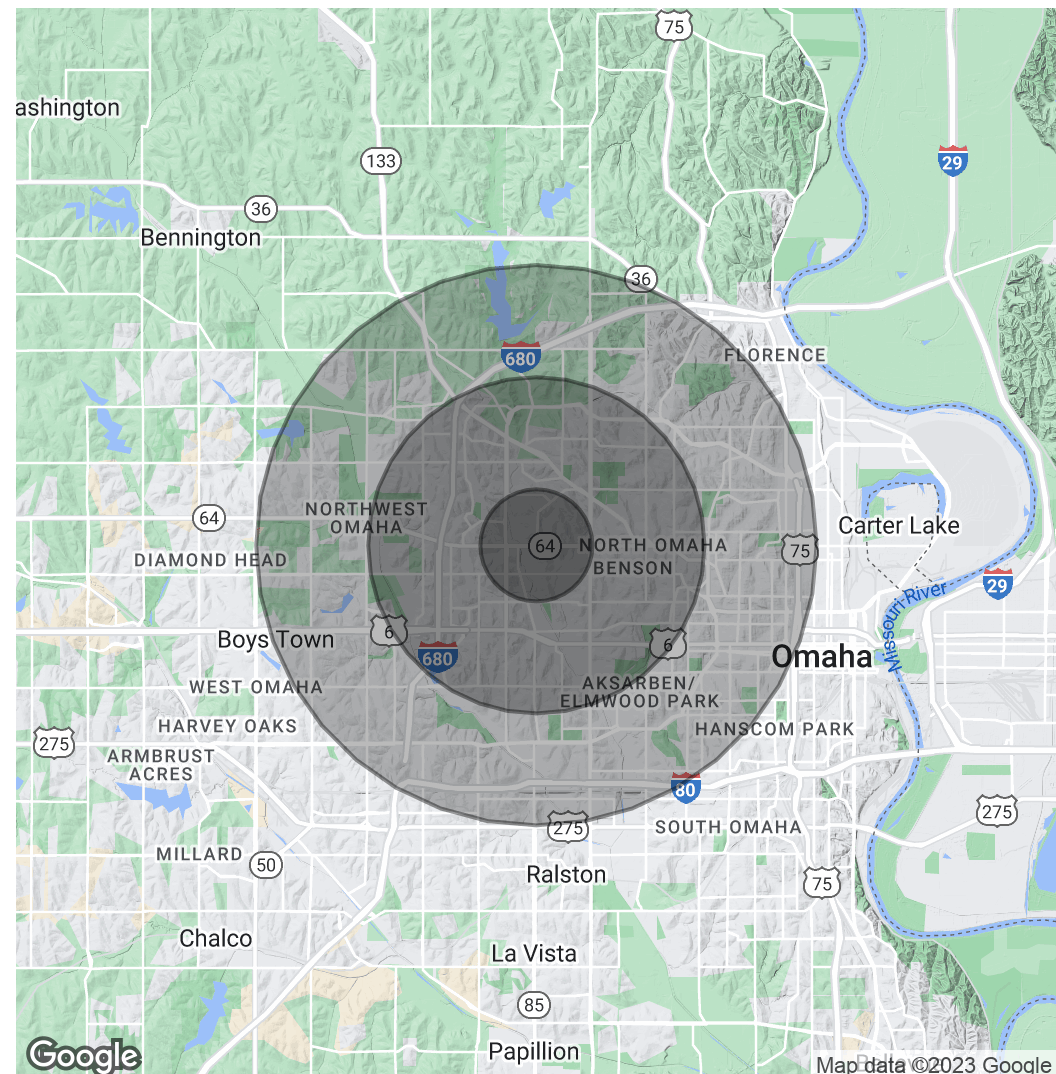 75
ashington
133
29
36
Bennington
36
680
FLORENCE
NORTHWEST
OMAHA
64
64
NORTH OMAHA
75
Carter Lake
DIAMOND HEAD
BENSON
29
Missouri River
6
Boys Town
680
6
Omaha
WEST OMAHA
AKSARBEN/
ELMWOOD PARK
HARVEY OAKS
HANSCOM PARK
275
ARMBRUST
ACRES
80
275
275
SOUTH OMAHA
MILLARD
50
Ralston
75
Chalco
La Vista
85
Papillion
Google
Bellevue
Map data ©2023 Google